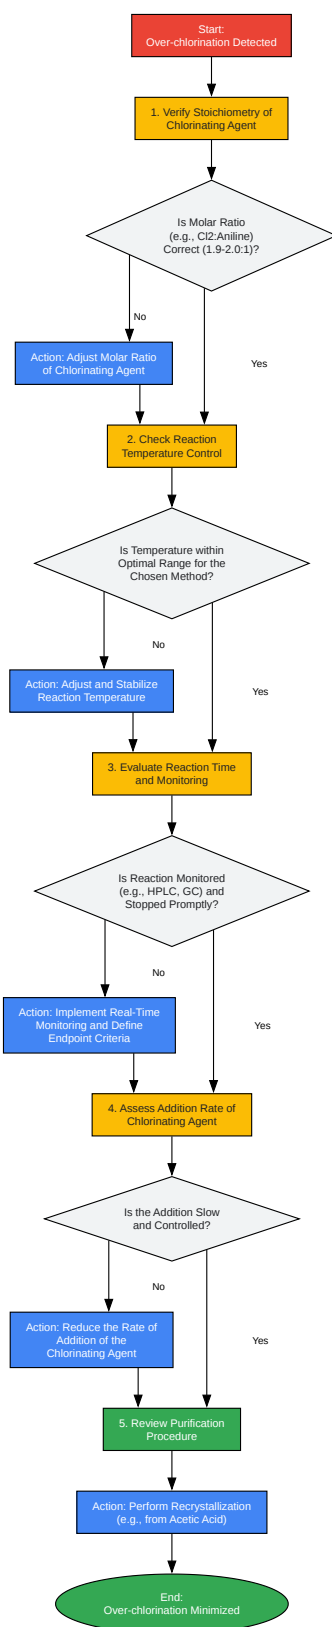 Start:
Over-chlorination Detected
1. Verify Stoichiometry of
Chlorinating Agent
Is Molar Ratio
(e.g., Cl2:Aniline)
Correct (1.9-2.0:1)?
No
Action: Adjust Molar Ratio
of Chlorinating Agent
Yes
2. Check Reaction
Temperature Control
Is Temperature within
Optimal Range for the
Chosen Method?
No
Action: Adjust and Stabilize
Reaction Temperature
Yes
3. Evaluate Reaction Time
and Monitoring
Is Reaction Monitored
(e.g., HPLC, GC) and
Stopped Promptly?
No
Action: Implement Real-Time
Monitoring and Define
Endpoint Criteria
Yes
4. Assess Addition Rate of
Chlorinating Agent
Is the Addition Slow
and Controlled?
No
Action: Reduce the Rate of
Addition of the
Chlorinating Agent
Yes
5. Review Purification
Procedure
Action: Perform Recrystallization
(e.g., from Acetic Acid)
End:
Over-chlorination Minimized